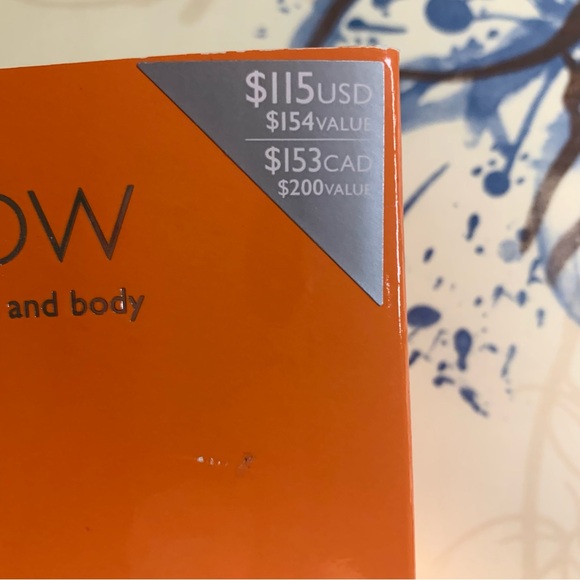 $115USD
$154VALUE
$153CAD
$200VALUE
OW
and body